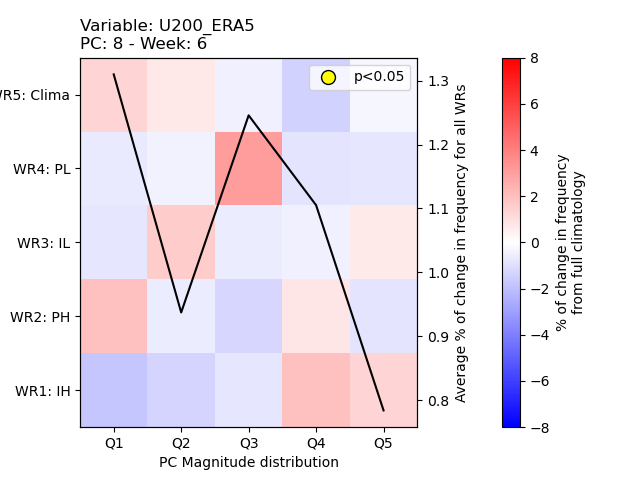 Variable: U200_ERA5
PC: 8 - Week: 6
WR5: Clima
WR4: PL
WR3: IL
WR2: PH
WR1: IH
p<0.05
Q1 Q2 Q3 Q4 Q5
PC Magnitude distribution
1.3
1.2
1.1
1.0
0.9
0.8
Average % of change in frequency for all WRs
8
6
4
2
0
−2
−4
−6
−8
% of change in frequency
from full climatology